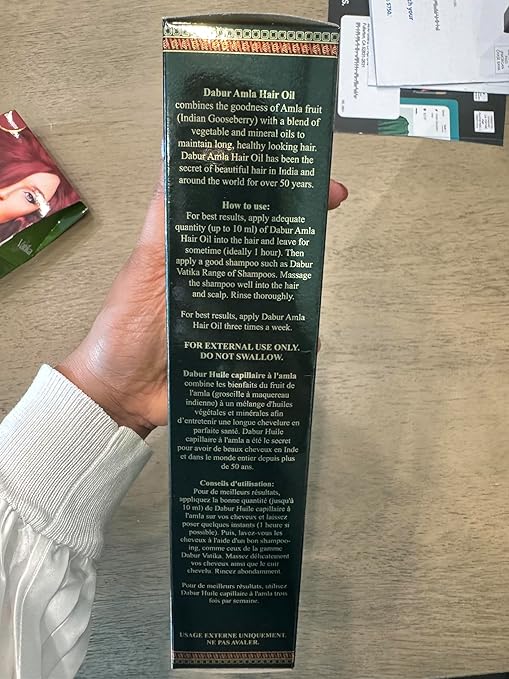 Dabur Amla Hair Oil
combines the goodness of Amla fruit
(Indian Gooseberry) with a blend of
vegetable and mineral oils to
maintain long, healthy looking hair.
Dabur Amla Hair Oil has been the
secret of beautiful hair in India and
around the world for over 50 years.
How to use:
For best results, apply adequate
quantity (up to 10 ml) of Dabur Amla
Hair Oil into the hair and leave for
sometime (ideally 1 hour). Then
apply a good shampoo such as Dabur
Vatika Range of Shampoos. Massage
the shampoo well into the hair
and scalp. Rinse thoroughly.
For best results, apply Dabur Amla
Hair Oil three times a week.
FOR EXTERNAL USE ONLY.
DO NOT SWALLOW.
Dabur Huile capillaire à l'amla
combine les bienfaits du fruit de
l'amla (groseille à maquereau
indienne) à un mélange d'huiles
végétales et minérales afin
d'entretenir une longue chevelure en
parfaite santé. Dabur Huile
capillaire à l'amla a été le secret
pour avoir de beaux cheveux en Inde
et dans le monde entier depuis plus
de 50 ans.
Conseils d'utilisation:
Pour de meilleurs résultats,
appliquez la bonne quantité (jusqu'à
10 ml) de Dabur Huile capillaire à
l'amla sur vos cheveux et laissez
poser quelques instants (1 heure si
possible). Puis, lavez-vous les
cheveux à l'aide d'un bon shampoo-
ing, comme ceux de la gamme
Dabur Vatika. Massez délicatement
vos cheveux ainsi que le cuir
chevelu. Rincez abondamment.
Pour de meilleurs résultats, utilisez
Dabur Huile capillaire à l'amla trois
fois par semaine.
USAGE EXTERNE UNIQUEMENT.
NE PAS AVALER.
Vatika